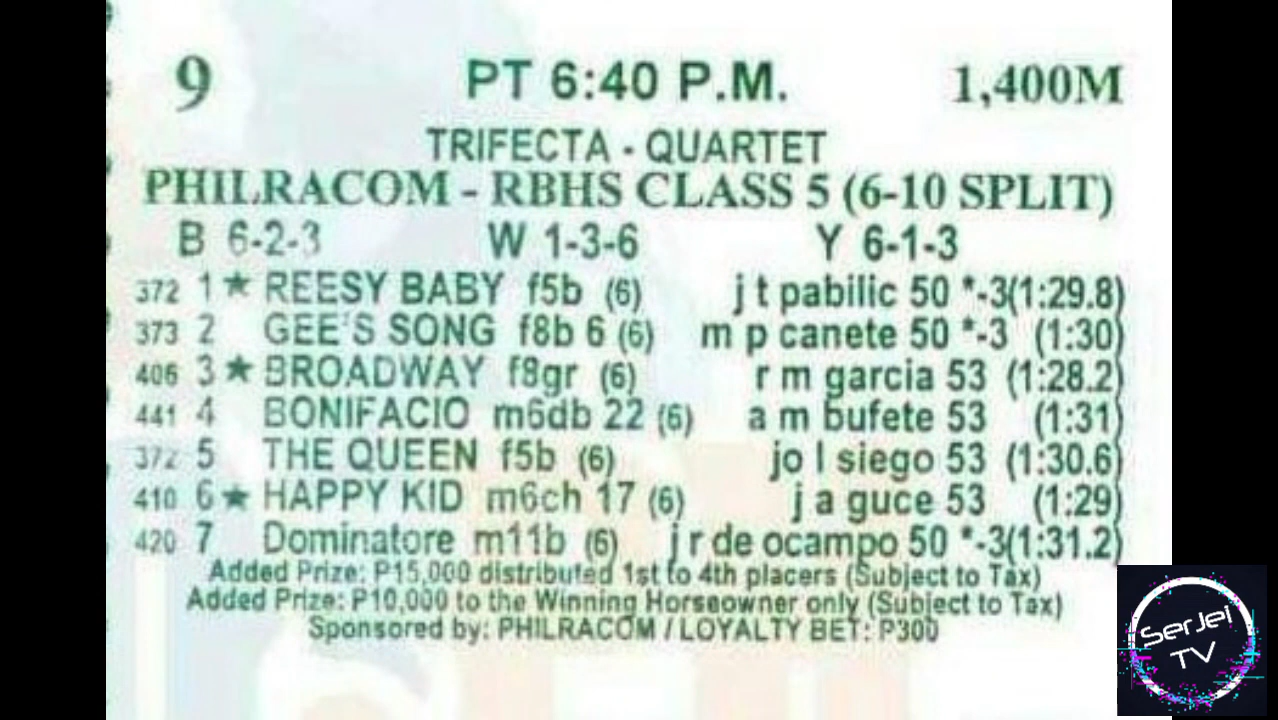 9 PT 6:40 P.M. 1,400M
TRIFECTA - QUARTET
PHILRACOM - RBHS CLASS 5 (6-10 SPLIT)
B 6-2-3 W 1-3-6 Y 6-1-3
372 1★ REESY BABY f5b (6) j t pabilic 50 *-3(1:29.8)
373 2 GEE'S SONG f8b 6 (6) m p canete 50 *-3 (1:30)
406 3★ BROADWAY f8gr (6) r m garcia 53 (1:28.2)
441 4 BONIFACIO m6db 22 (6) a m bufete 53 (1:31)
372 5 THE QUEEN f5b (6) jo l siego 53 (1:30.6)
410 6★ HAPPY KID m6ch 17 (6) j a guce 53 (1:29)
420 7 Dominatore m11b (6) j r de ocampo 50 *-3(1:31.2)
Added Prize: P15,000 distributed 1st to 4th placers (Subject to Tax)
Added Prize: P10,000 to the Winning Horseowner only (Subject to Tax)
Sponsored by: PHILRACOM / LOYALTY BET: P300
SerJei
TV